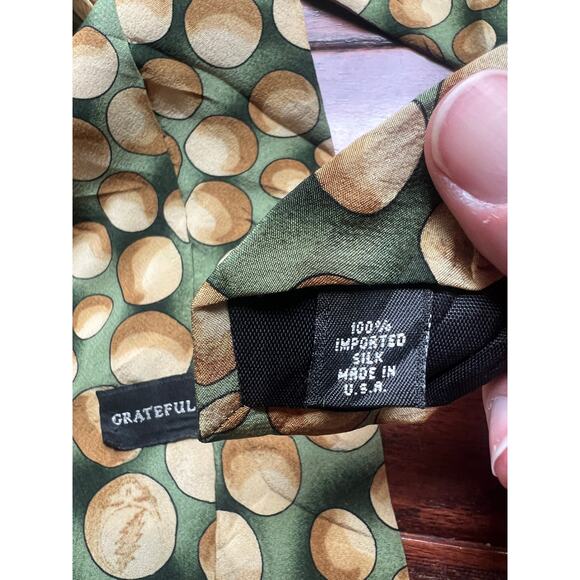 GRATEFUL
100%
IMPORTED
SILK
MADE IN
U.S.A.